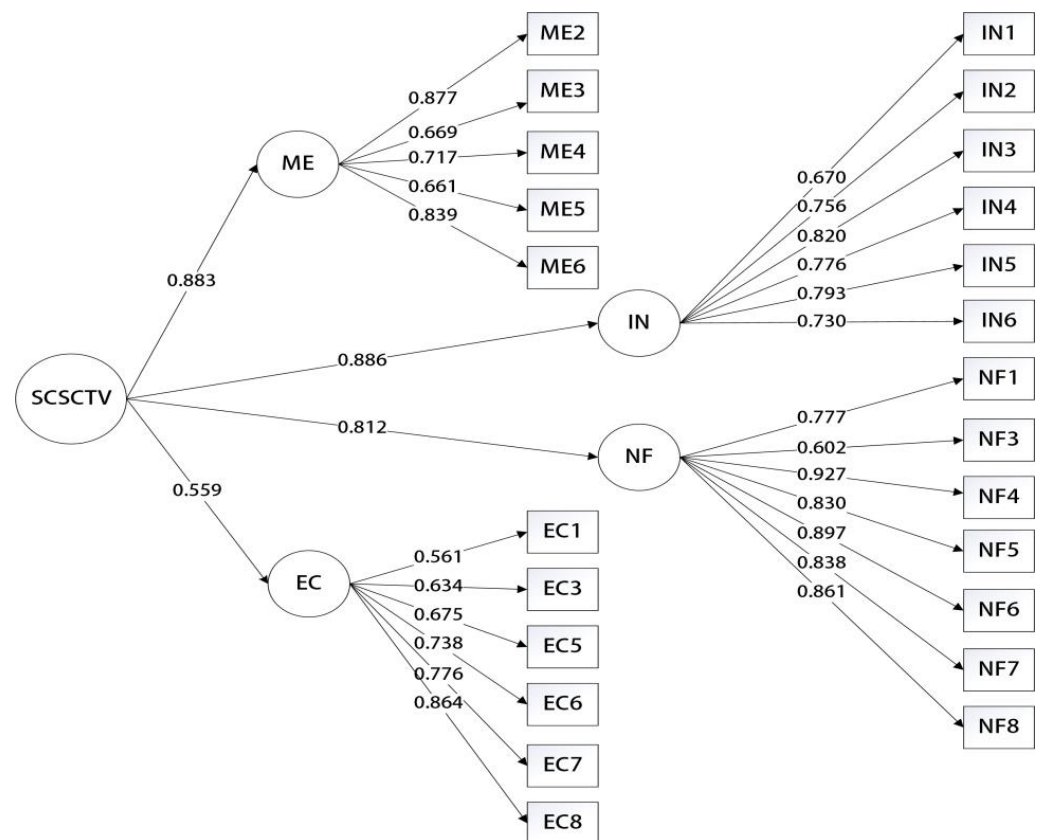 ME2
ME3
ME4
ME5
ME6
0.877
0.669
0.717
0.661
0.839
ME
0.883
IN1
IN2
IN3
IN4
IN5
IN6
0.670
0.756
0.820
0.776
0.793
0.730
IN
0.886
SCSCTV
0.812
NF
0.777
0.602
0.927
0.830
0.897
0.838
0.861
NF1
NF3
NF4
NF5
NF6
NF7
NF8
0.559
EC
0.561
0.634
0.675
0.738
0.776
0.864
EC1
EC3
EC5
EC6
EC7
EC8